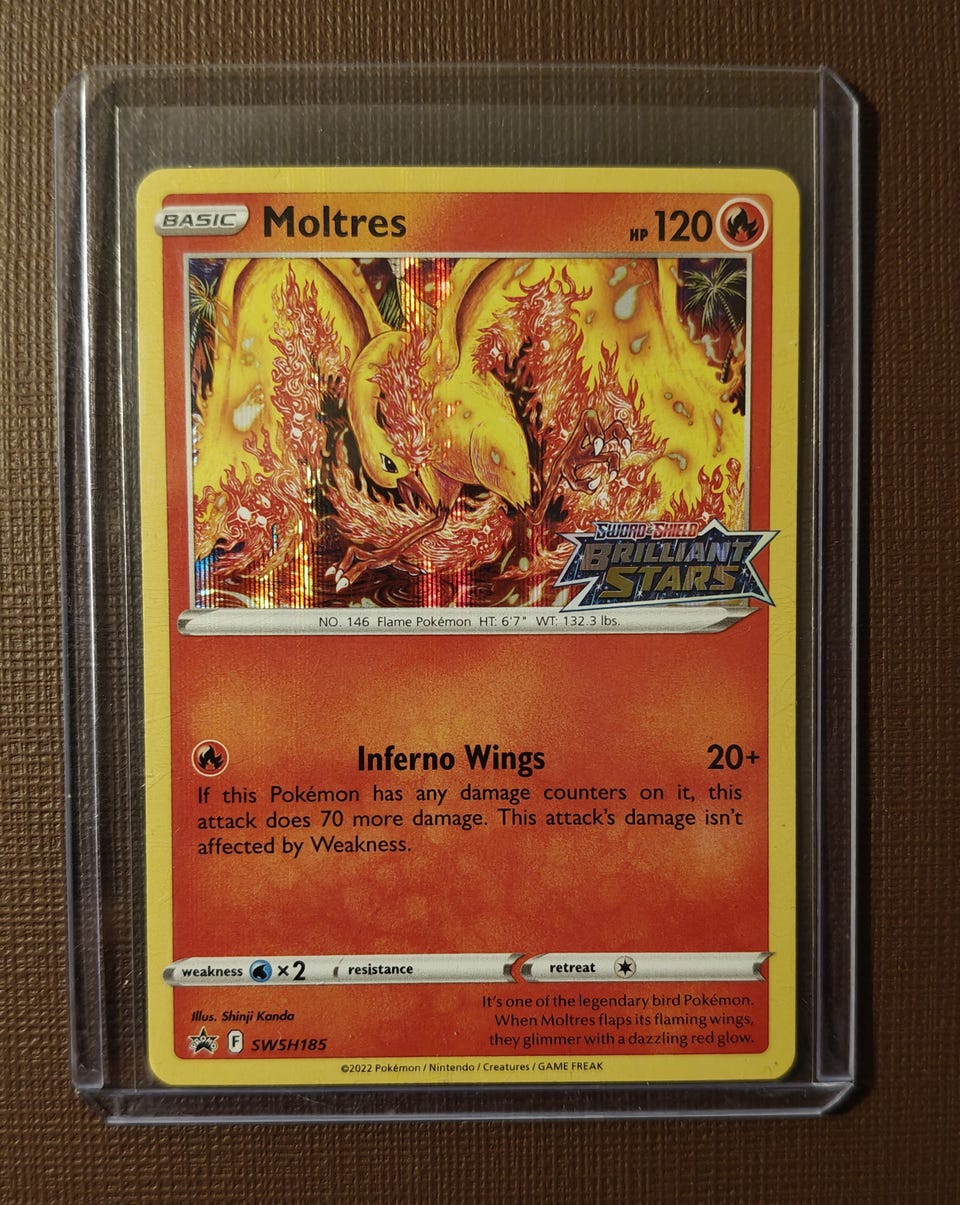 BASIC Moltres HP 120
SWORD & SHIELD
BRILLIANT
STARS
NO. 146 Flame Pokémon HT: 6'7" WT: 132.3 lbs.
Inferno Wings 20+
If this Pokémon has any damage counters on it, this
attack does 70 more damage. This attack's damage isn't
affected by Weakness.
weakness ×2 resistance retreat
It's one of the legendary bird Pokémon.
When Moltres flaps its flaming wings,
they glimmer with a dazzling red glow.
Illus. Shinji Kanda
PROMO F SWSH185
©2022 Pokémon / Nintendo / Creatures / GAME FREAK